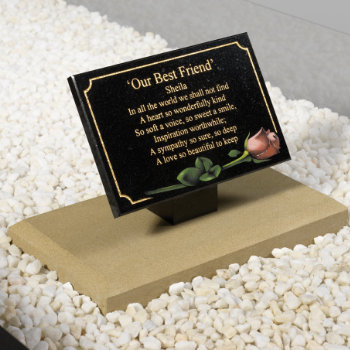 ‘Our Best Friend’
Sheila
In all the world we shall not find
A heart so wonderfully kind.
So soft a voice, so sweet a smile,
Inspiration worthwhile;
A sympathy so sure, so deep
A love so beautiful to keep